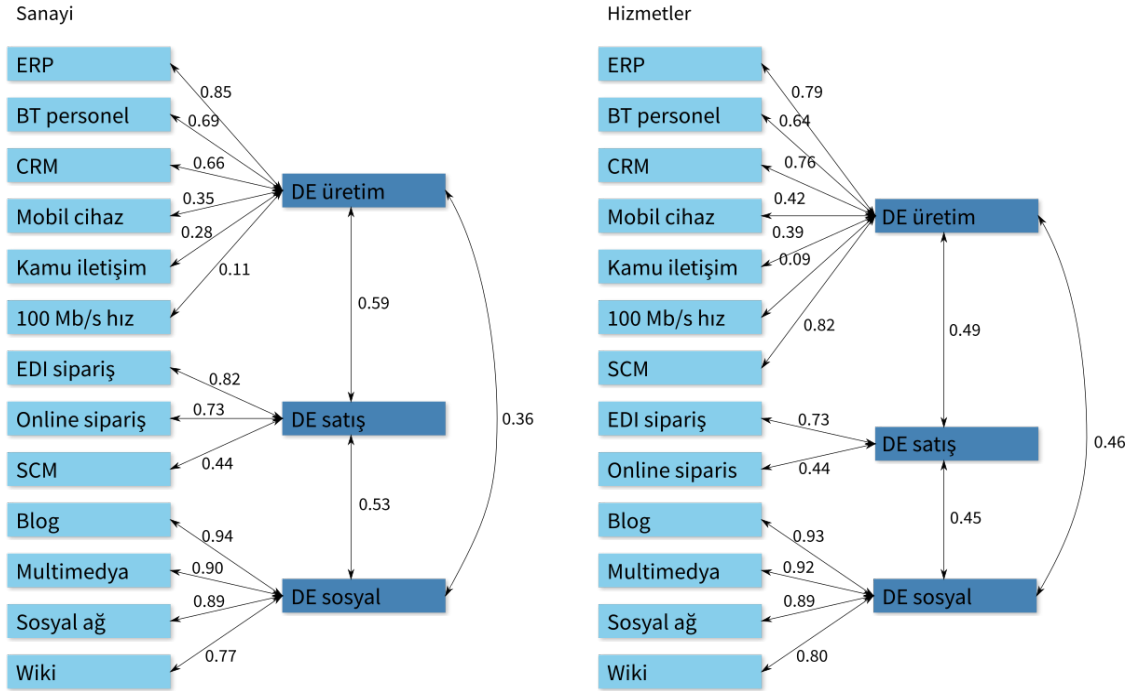 Sanayi
ERP
BT personel
CRM
Mobil cihaz
Kamu iletişim
100 Mb/s hız
EDI sipariş
Online sipariş
SCM
Blog
Multimedya
Sosyal ağ
Wiki
0.85
0.69
0.66
0.35
0.28
0.11
0.82
0.73
0.44
0.94
0.90
0.89
0.77
DE üretim
DE satış
DE sosyal
0.59
0.53
0.36
Hizmetler
ERP
BT personel
CRM
Mobil cihaz
Kamu iletişim
100 Mb/s hız
SCM
EDI sipariş
Online siparis
Blog
Multimedya
Sosyal ağ
Wiki
0.79
0.64
0.76
0.42
0.39
0.09
0.82
0.73
0.44
0.93
0.92
0.89
0.80
DE üretim
DE satış
DE sosyal
0.49
0.45
0.46